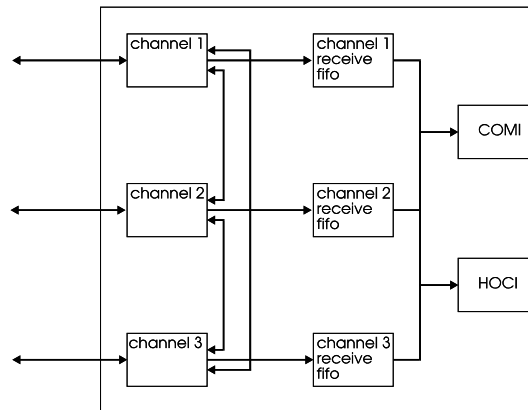 channel 1
channel 1
receive
fifo
COMI
channel 2
channel 2
receive
fifo
HOCI
channel 3
channel 3
receive
fifo